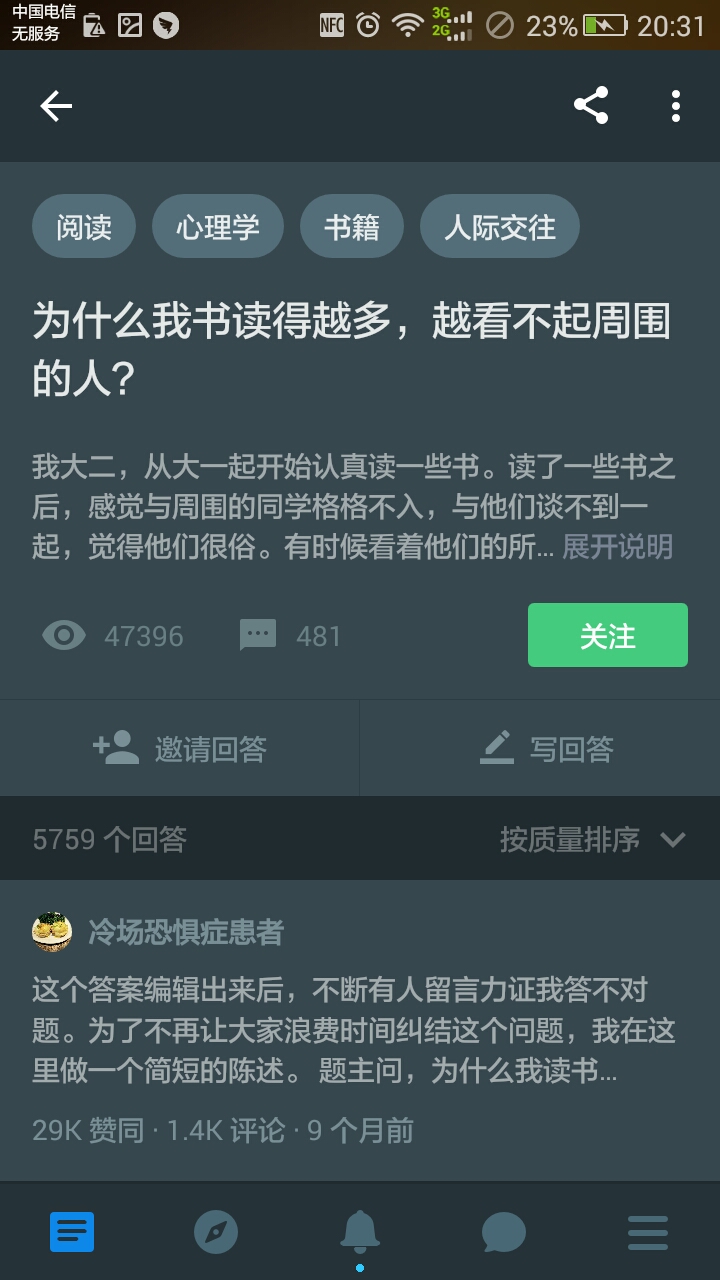 中国电信
无服务
NFC
3G
2G
23%
20:31
阅读
心理学
书籍
人际交往
为什么我书读得越多，越看不起周围
的人？
我大二，从大一起开始认真读一些书。读了一些书之
后，感觉与周围的同学格格不入，与他们谈不到一
起，觉得他们很俗。有时候看着他们的所... 展开说明
47396
481
关注
邀请回答
写回答
5759 个回答
按质量排序
冷场恐惧症患者
这个答案编辑出来后，不断有人留言力证我答不对
题。为了不再让大家浪费时间纠结这个问题，我在这
里做一个简短的陈述。 题主问，为什么我读书...
29K 赞同 · 1.4K 评论 · 9 个月前